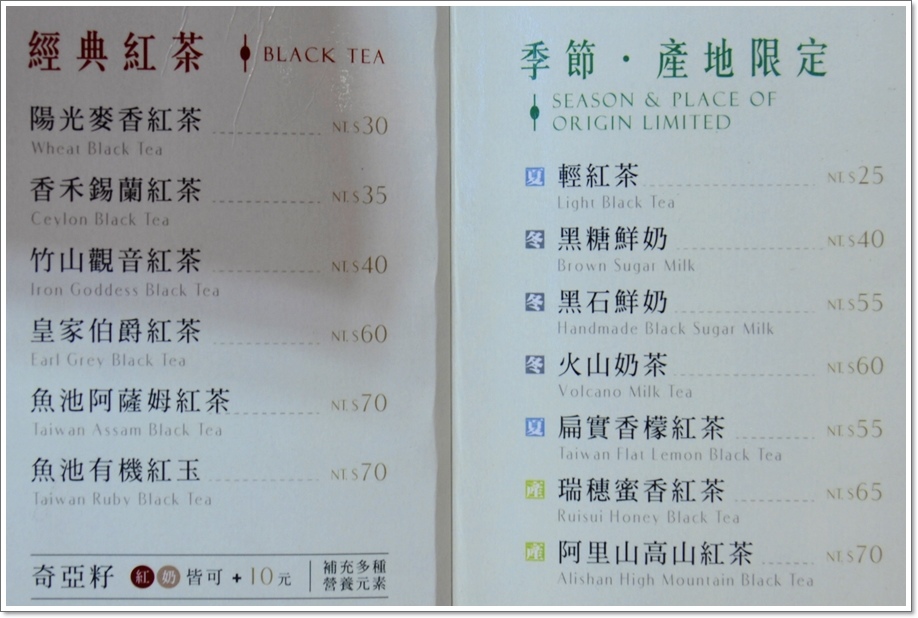 經典紅茶 BLACK TEA
陽光麥香紅茶 NT.$30
Wheat Black Tea
香禾錫蘭紅茶 NT.$35
Ceylon Black Tea
竹山觀音紅茶 NT.$40
Iron Goddess Black Tea
皇家伯爵紅茶 NT.$60
Earl Grey Black Tea
魚池阿薩姆紅茶 NT.$70
Taiwan Assam Black Tea
魚池有機紅玉 NT.$70
Taiwan Ruby Black Tea
奇亞籽 紅 奶 皆可 + 10元 補充多種
營養元素
季節・產地限定
SEASON & PLACE OF
ORIGIN LIMITED
夏 輕紅茶 NT.$25
Light Black Tea
冬 黑糖鮮奶 NT.$40
Brown Sugar Milk
冬 黑石鮮奶 NT.$55
Handmade Black Sugar Milk
冬 火山奶茶 NT.$60
Volcano Milk Tea
夏 扁實香檬紅茶 NT.$55
Taiwan Flat Lemon Black Tea
產 瑞穗蜜香紅茶 NT.$65
Ruisui Honey Black Tea
產 阿里山高山紅茶 NT.$70
Alishan High Mountain Black Tea